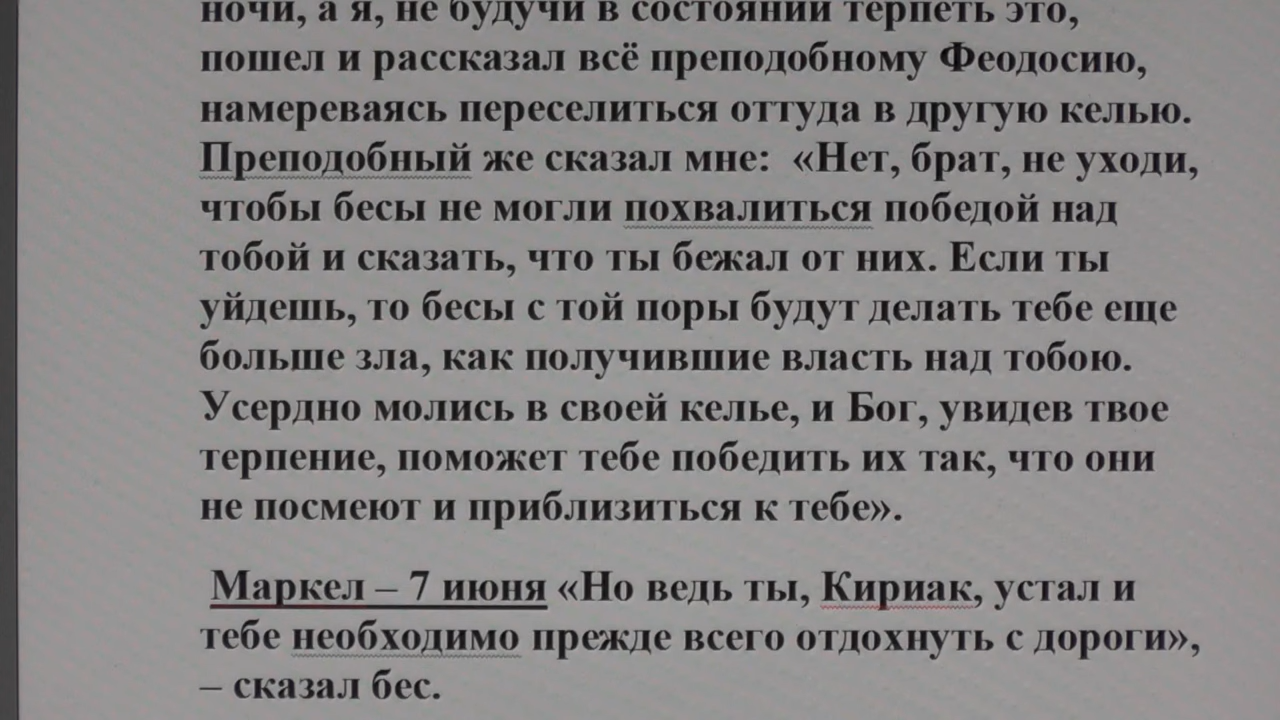 ночи, а я, не будучи в состоянии терпеть это,
пошел и рассказал всё преподобному Феодосию,
намереваясь переселиться оттуда в другую келью.
Преподобный же сказал мне:  «Нет, брат, не уходи,
чтобы бесы не могли похвалиться победой над
тобой и сказать, что ты бежал от них. Если ты
уйдешь, то бесы с той поры будут делать тебе еще
больше зла, как получившие власть над тобою.
Усердно молись в своей келье, и Бог, увидев твое
терпение, поможет тебе победить их так, что они
не посмеют и приблизиться к тебе».
Маркел – 7 июня «Но ведь ты, Кириак, устал и
тебе необходимо прежде всего отдохнуть с дороги»,
– сказал бес.